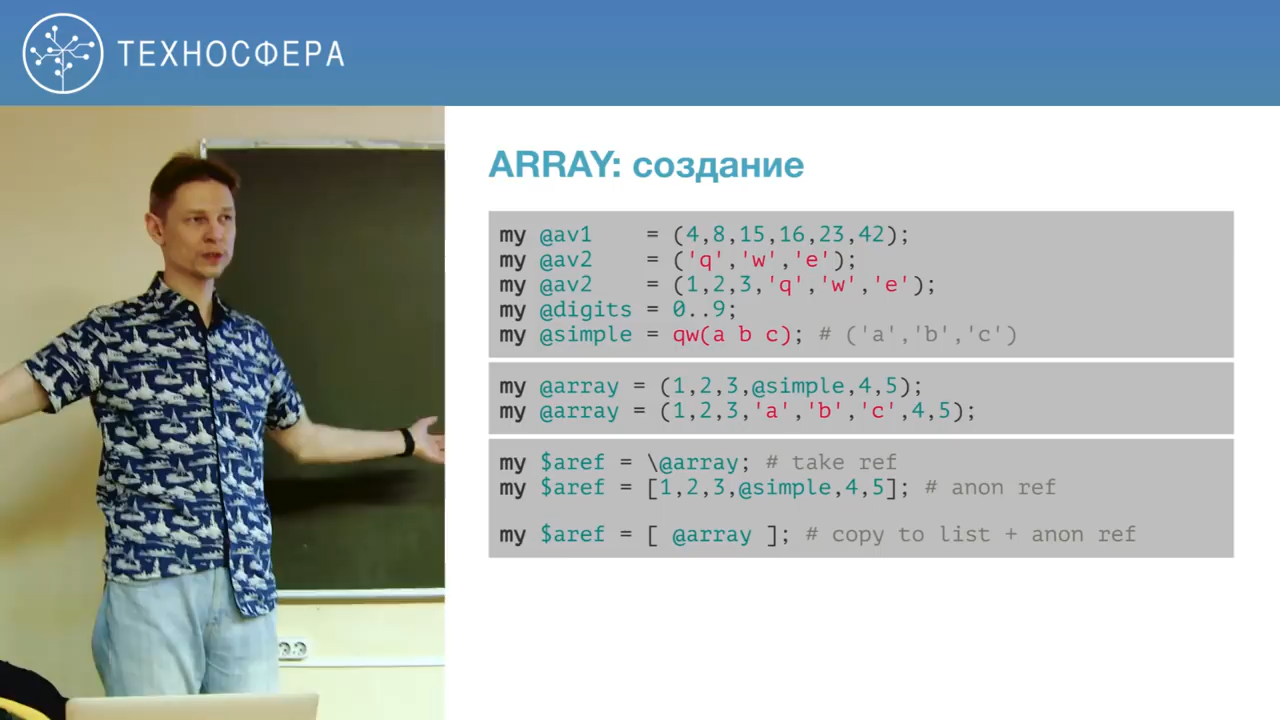 ТЕХНОСФЕРА
ARRAY: создание
my @av1    = (4,8,15,16,23,42);
my @av2    = ('q','w','e');
my @av2    = (1,2,3,'q','w','e');
my @digits = 0..9;
my @simple = qw(a b c); # ('a','b','c')
my @array = (1,2,3,@simple,4,5);
my @array = (1,2,3,'a','b','c',4,5);
my $aref = \@array; # take ref
my $aref = [1,2,3,@simple,4,5]; # anon ref
my $aref = [ @array ]; # copy to list + anon ref